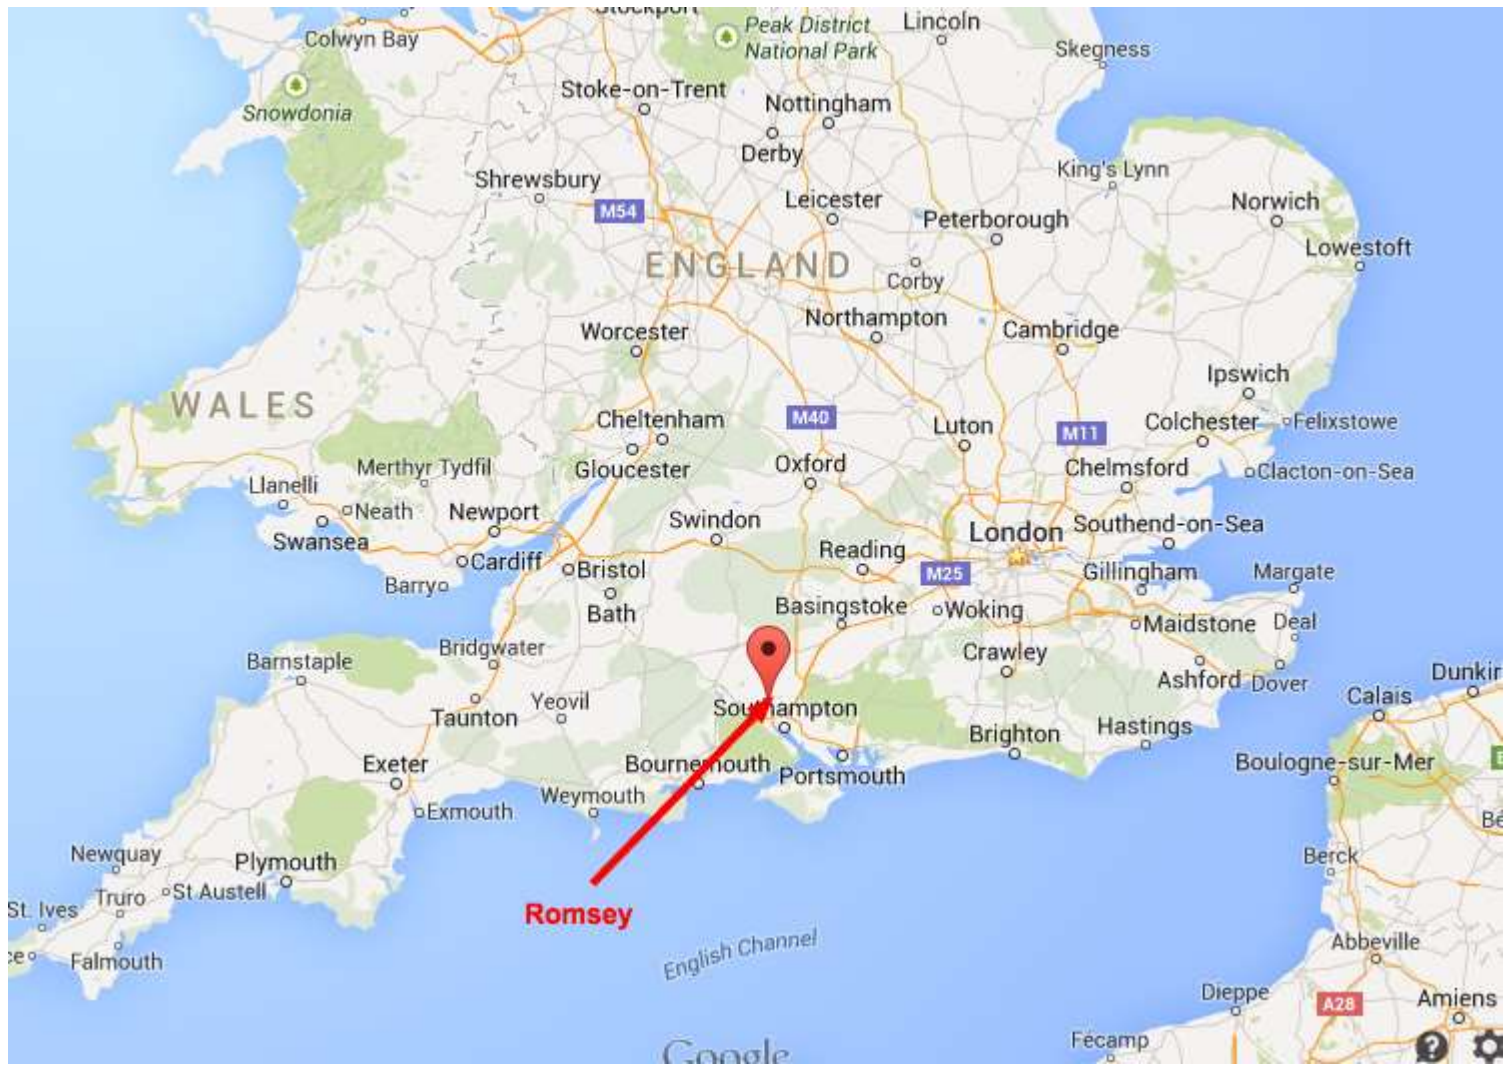 Stockport
Peak District
National Park
Lincoln
Colwyn Bay
Skegness
Snowdonia
Stoke-on-Trent
Nottingham
Derby
King's Lynn
Shrewsbury
M54
Leicester
Peterborough
Norwich
Lowestoft
ENGLAND
Corby
Worcester
Northampton
Cambridge
Ipswich
WALES
Cheltenham
M40
Luton
M11
Colchester
Felixstowe
Merthyr Tydfil
Gloucester
Oxford
Chelmsford
Clacton-on-Sea
Llanelli
Neath
Newport
Swindon
London
Southend-on-Sea
Swansea
Cardiff
Bristol
Reading
M25
Gillingham
Margate
Barry
Bath
Basingstoke
Woking
Maidstone
Deal
Bridgwater
Barnstaple
Crawley
Ashford
Dover
Dunkir
Calais
Taunton
Yeovil
Southampton
Brighton
Hastings
Exeter
Bournemouth
Portsmouth
Boulogne-sur-Mer
E
Exmouth
Weymouth
Bé
Newquay
Plymouth
Berck
St. Ives
Truro
St Austell
Romsey
ce
Falmouth
English Channel
Abbeville
Dieppe
A28
Amiens
Fécamp
Google
?